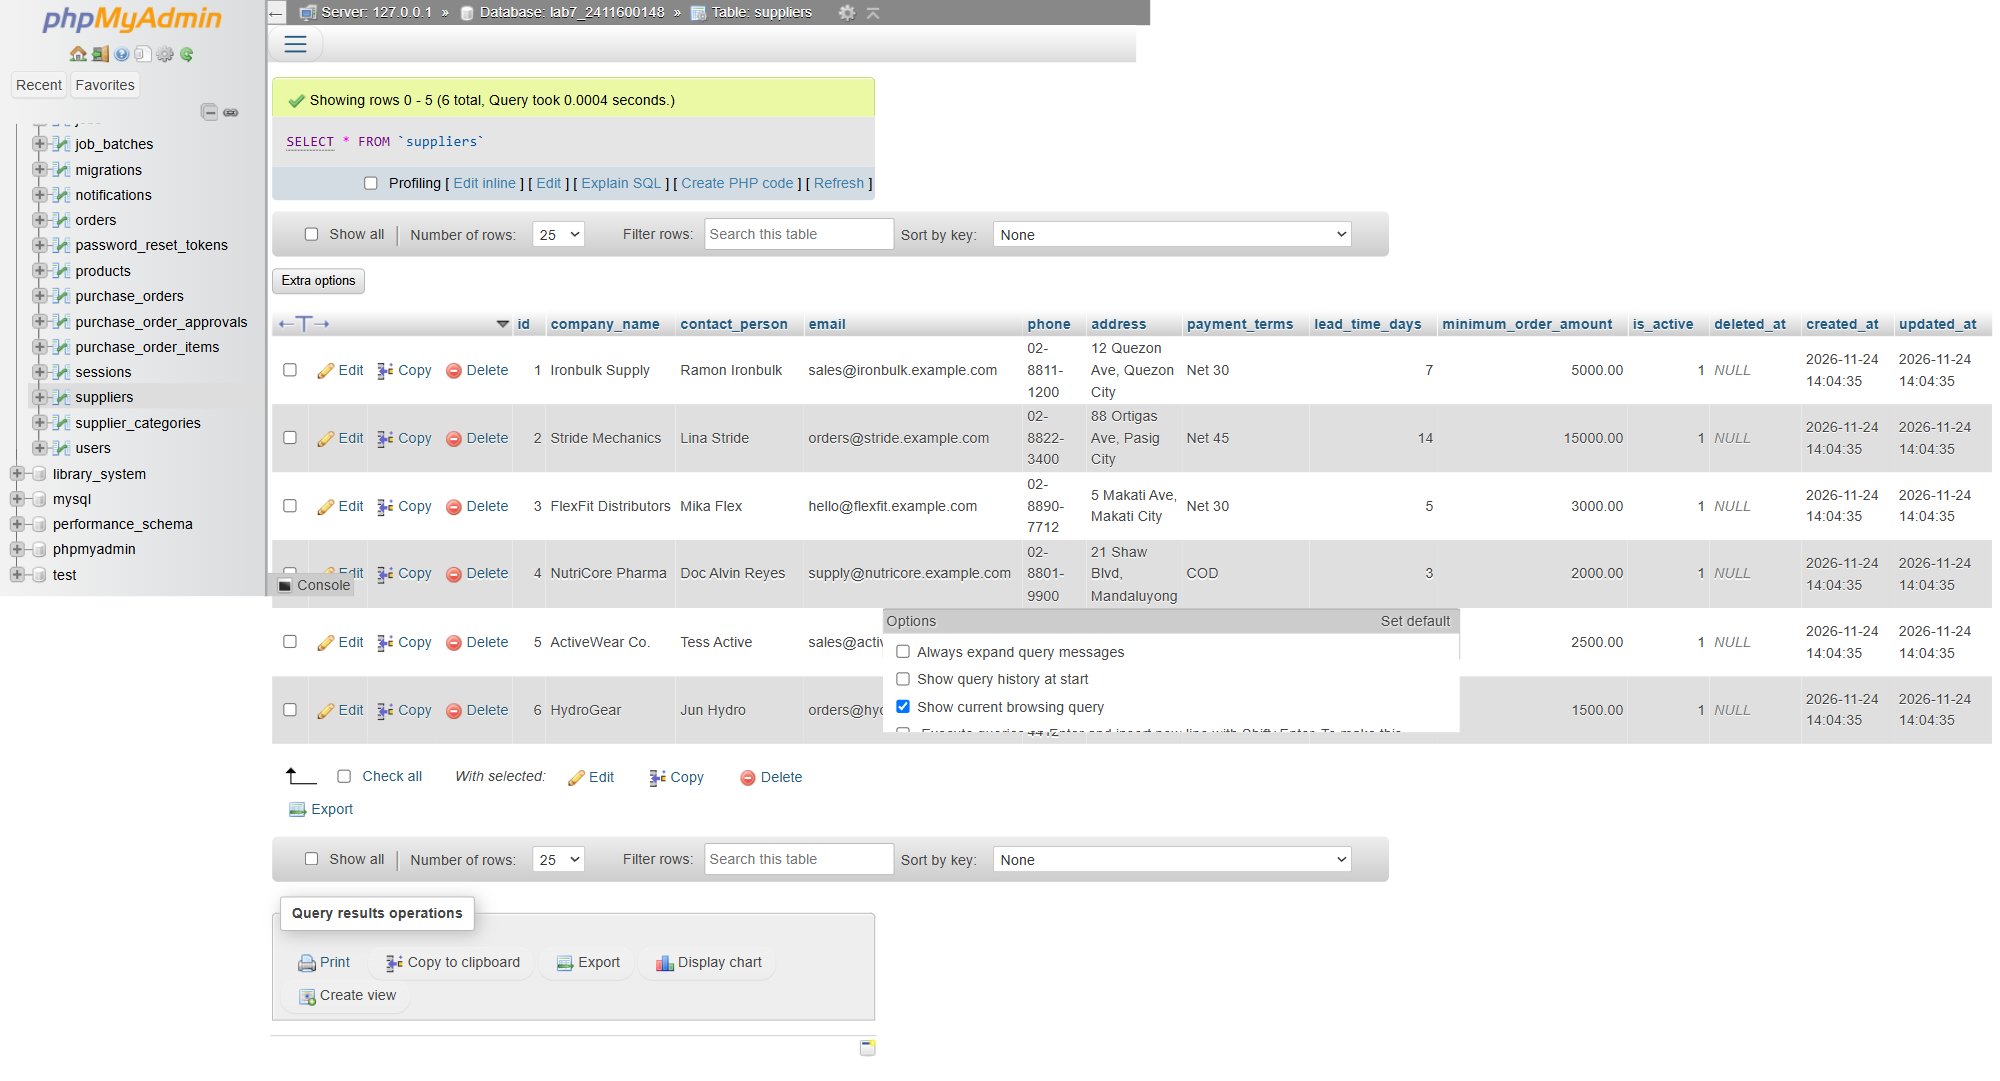 phpMyAdmin
Recent Favorites
job_batches
migrations
notifications
orders
password_reset_tokens
products
purchase_orders
purchase_order_approvals
purchase_order_items
sessions
suppliers
supplier_categories
users
library_system
mysql
performance_schema
phpmyadmin
test
Server: 127.0.0.1 » Database: lab7_2411600148 » Table: suppliers
Showing rows 0 - 5 (6 total, Query took 0.0004 seconds.)
SELECT * FROM `suppliers`
Profiling [ Edit inline ] [ Edit ] [ Explain SQL ] [ Create PHP code ] [ Refresh ]
Show all | Number of rows: 25 Filter rows: Search this table Sort by key: None
Extra options
id company_name contact_person email phone address payment_terms lead_time_days minimum_order_amount is_active deleted_at created_at updated_at
Edit Copy Delete 1 Ironbulk Supply Ramon Ironbulk sales@ironbulk.example.com 02-8811-1200 12 Quezon Ave, Quezon City Net 30 7 5000.00 1 NULL 2026-11-24 14:04:35 2026-11-24 14:04:35
Edit Copy Delete 2 Stride Mechanics Lina Stride orders@stride.example.com 02-8822-3400 88 Ortigas Ave, Pasig City Net 45 14 15000.00 1 NULL 2026-11-24 14:04:35 2026-11-24 14:04:35
Edit Copy Delete 3 FlexFit Distributors Mika Flex hello@flexfit.example.com 02-8890-7712 5 Makati Ave, Makati City Net 30 5 3000.00 1 NULL 2026-11-24 14:04:35 2026-11-24 14:04:35
Edit Copy Delete 4 NutriCore Pharma Doc Alvin Reyes supply@nutricore.example.com 02-8801-9900 21 Shaw Blvd, Mandaluyong COD 3 2000.00 1 NULL 2026-11-24 14:04:35 2026-11-24 14:04:35
Console
Options Set default
Always expand query messages
Show query history at start
Show current browsing query
Edit Copy Delete 5 ActiveWear Co. Tess Active sales@activ 2500.00 1 NULL 2026-11-24 14:04:35 2026-11-24 14:04:35
Edit Copy Delete 6 HydroGear Jun Hydro orders@hyd 1500.00 1 NULL 2026-11-24 14:04:35 2026-11-24 14:04:35
Check all With selected: Edit Copy Delete
Export
Show all | Number of rows: 25 Filter rows: Search this table Sort by key: None
Query results operations
Print Copy to clipboard Export Display chart
Create view